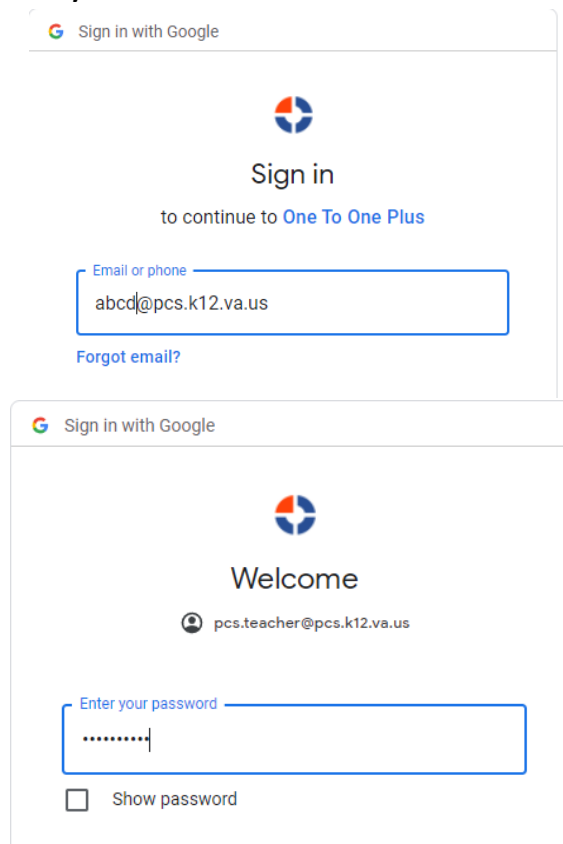 Sign in with Google
Sign in
to continue to One To One Plus
Email or phone
abcd@pcs.k12.va.us
Forgot email?
Sign in with Google
Welcome
pcs.teacher@pcs.k12.va.us
Enter your password
••••••••••
Show password